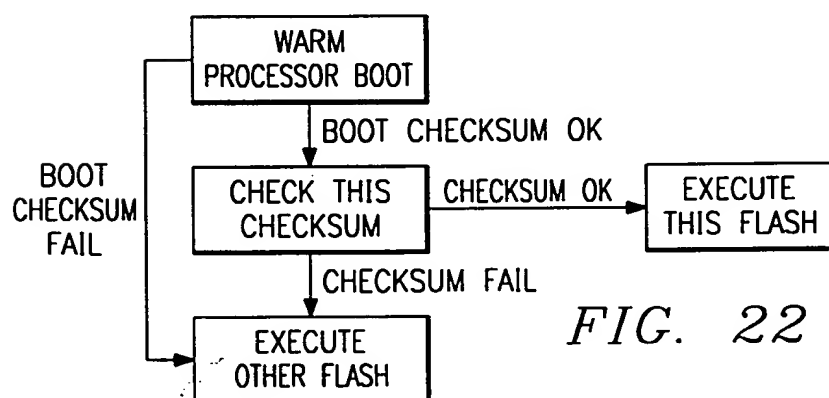 WARM
PROCESSOR BOOT
BOOT CHECKSUM OK
BOOT
CHECKSUM
FAIL
CHECK THIS
CHECKSUM
CHECKSUM OK
EXECUTE
THIS FLASH
CHECKSUM FAIL
EXECUTE
OTHER FLASH
FIG. 22